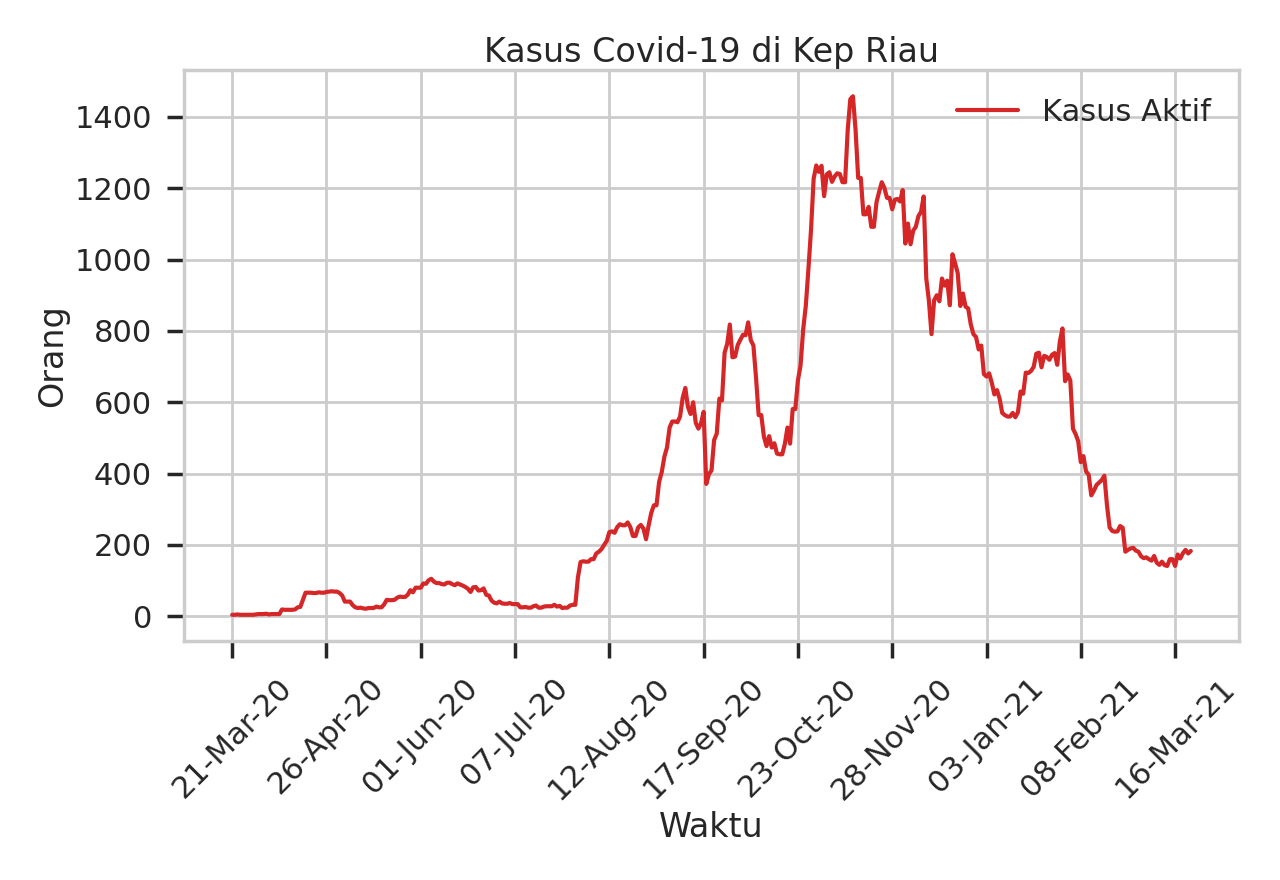 Kasus Covid-19 di Kep Riau
Kasus Aktif
1400
1200
1000
800
600
400
200
0
Orang
21-Mar-20
26-Apr-20
01-Jun-20
07-Jul-20
12-Aug-20
17-Sep-20
23-Oct-20
28-Nov-20
03-Jan-21
08-Feb-21
16-Mar-21
Waktu